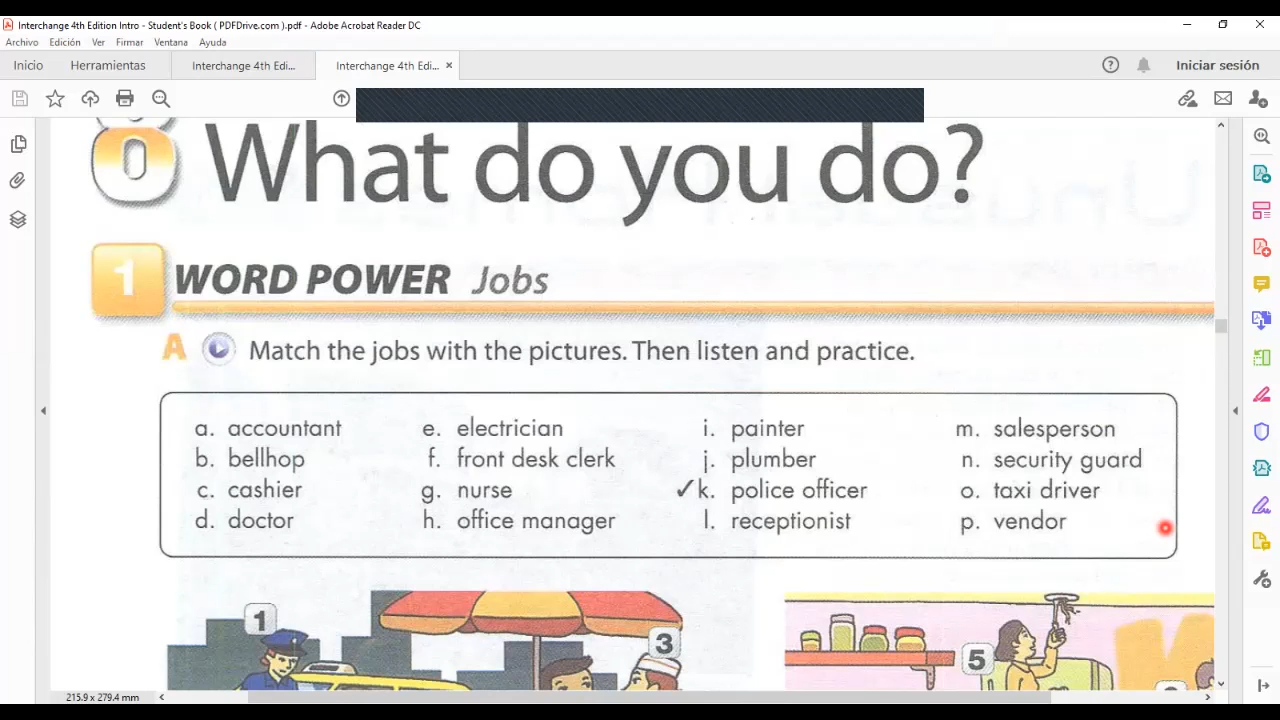 Interchange 4th Edition Intro - Student's Book ( PDFDrive.com ).pdf - Adobe Acrobat Reader DC
Archivo Edición Ver Firmar Ventana Ayuda
Inicio Herramientas Interchange 4th Edi... Interchange 4th Edi... × Iniciar sesión
8 What do you do?
1 WORD POWER Jobs
A Match the jobs with the pictures. Then listen and practice.
a. accountant e. electrician i. painter m. salesperson
b. bellhop f. front desk clerk j. plumber n. security guard
c. cashier g. nurse ✓k. police officer o. taxi driver
d. doctor h. office manager l. receptionist p. vendor
1
3
5
215.9 x 279.4 mm